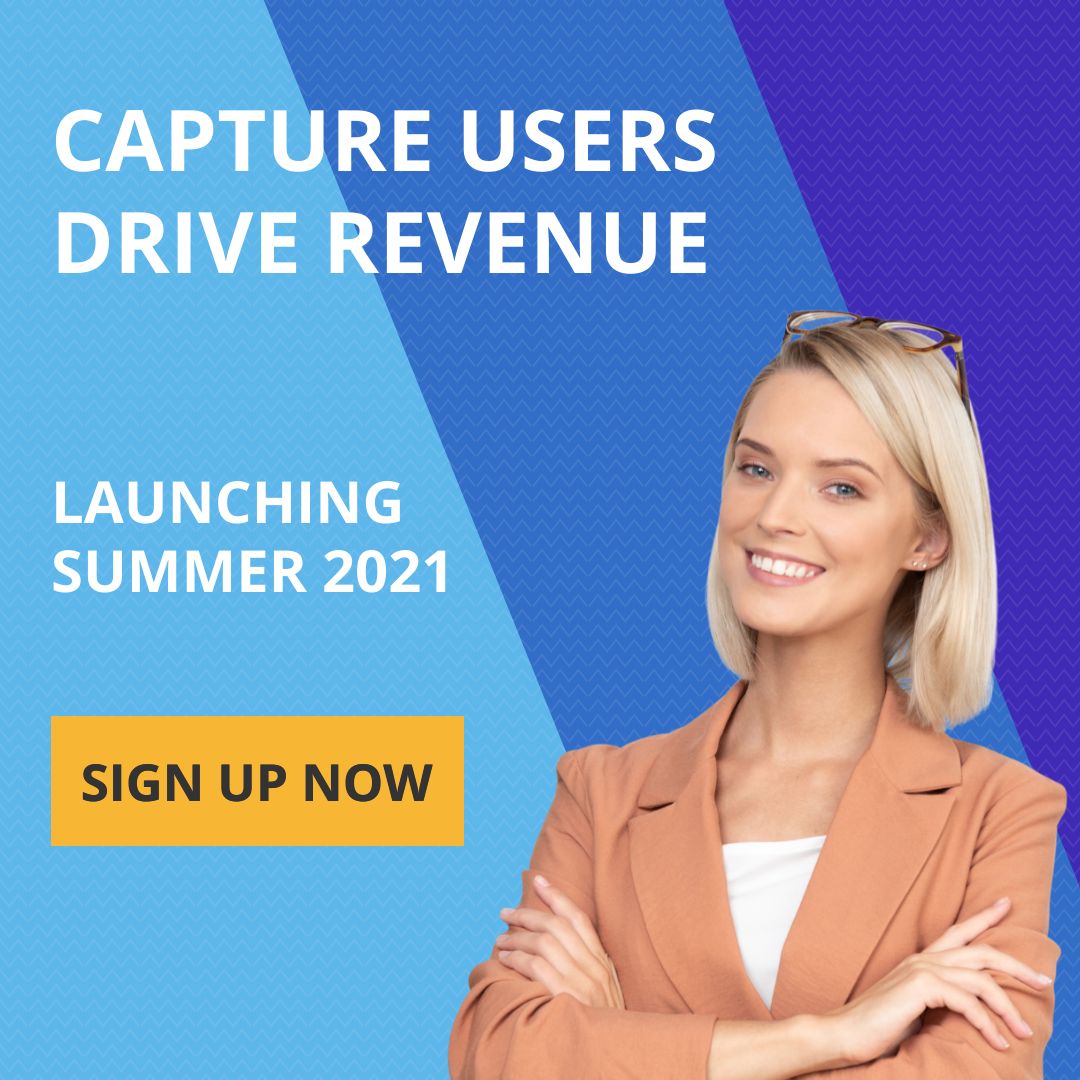 CAPTURE USERS
DRIVE REVENUE
LAUNCHING
SUMMER 2021
SIGN UP NOW